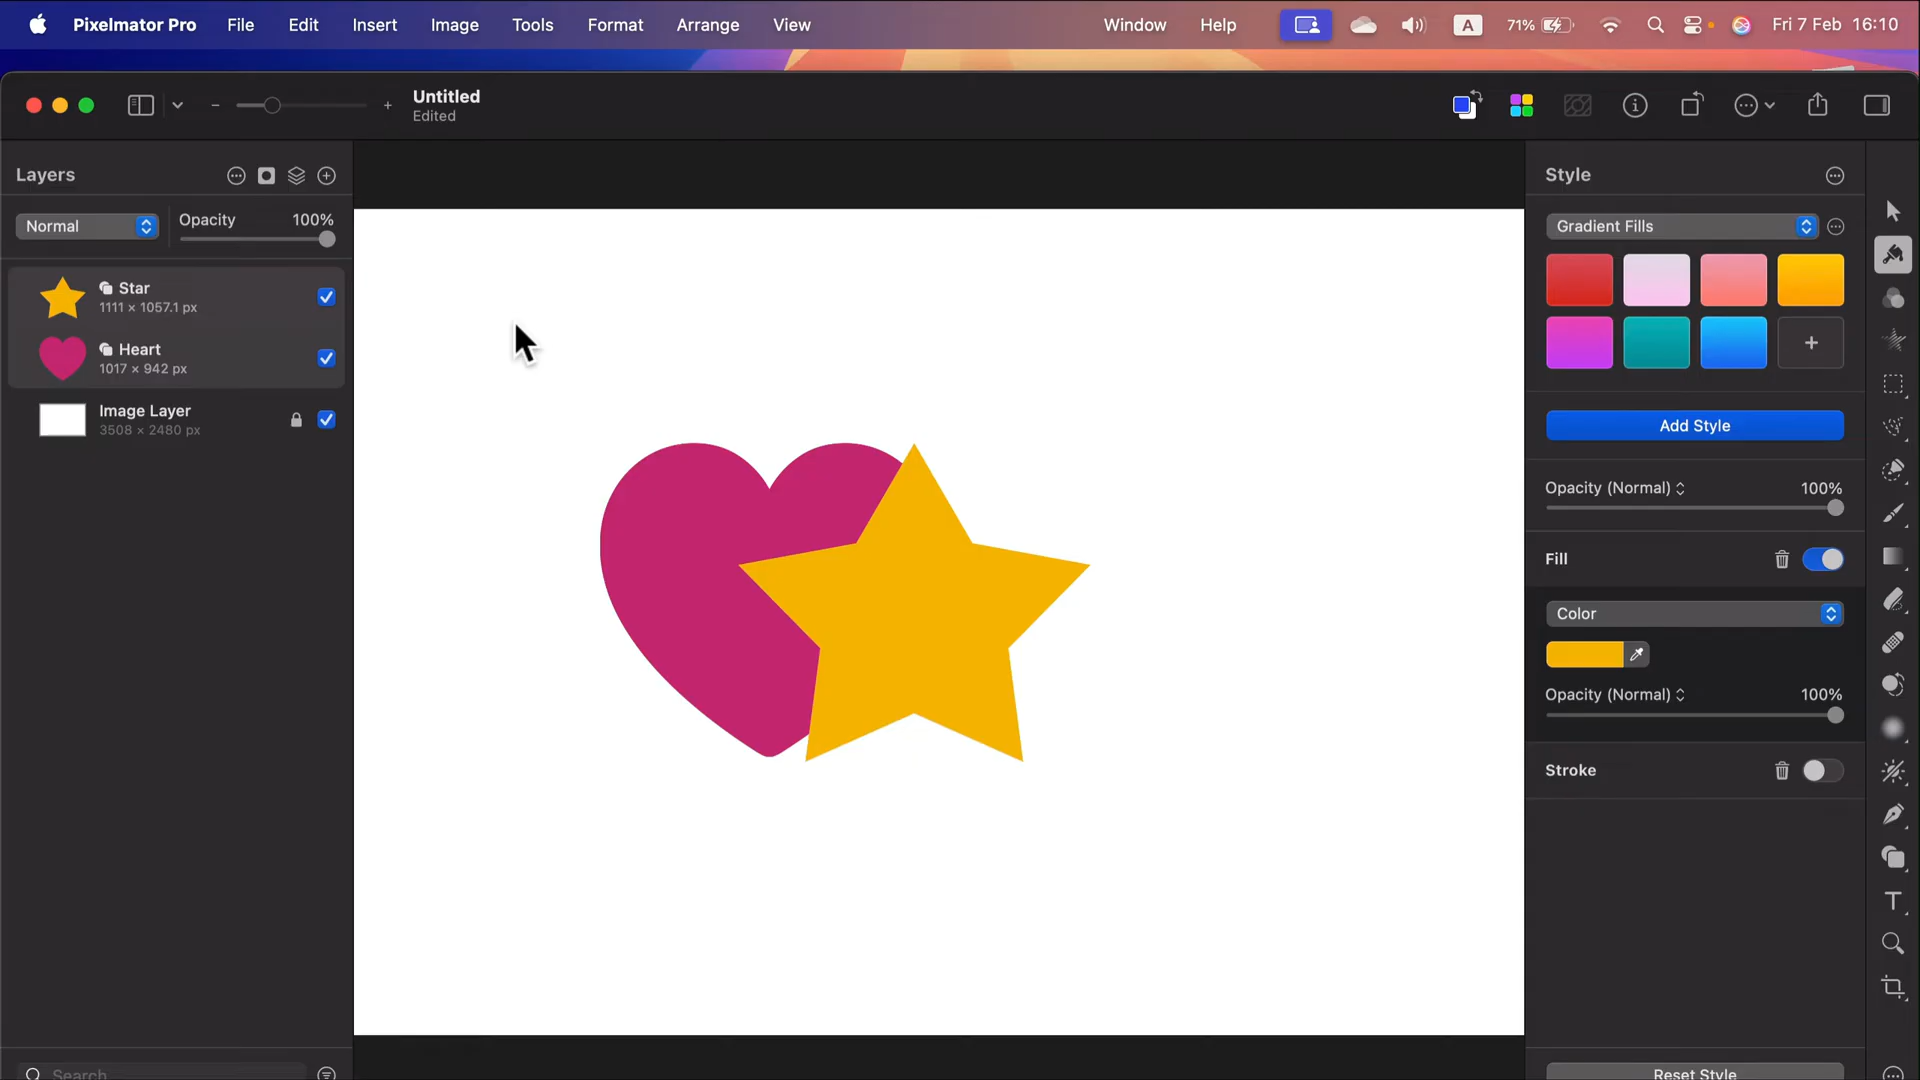 Pixelmator Pro File Edit Insert Image Tools Format Arrange View Window Help A 71% Fri 7 Feb 16:10
Untitled
Edited
Layers
Normal Opacity 100%
Star
1111 × 1057.1 px
Heart
1017 × 942 px
Image Layer
3508 × 2480 px
Search
Style
Gradient Fills
Add Style
Opacity (Normal) 100%
Fill
Color
Opacity (Normal) 100%
Stroke
Reset Style